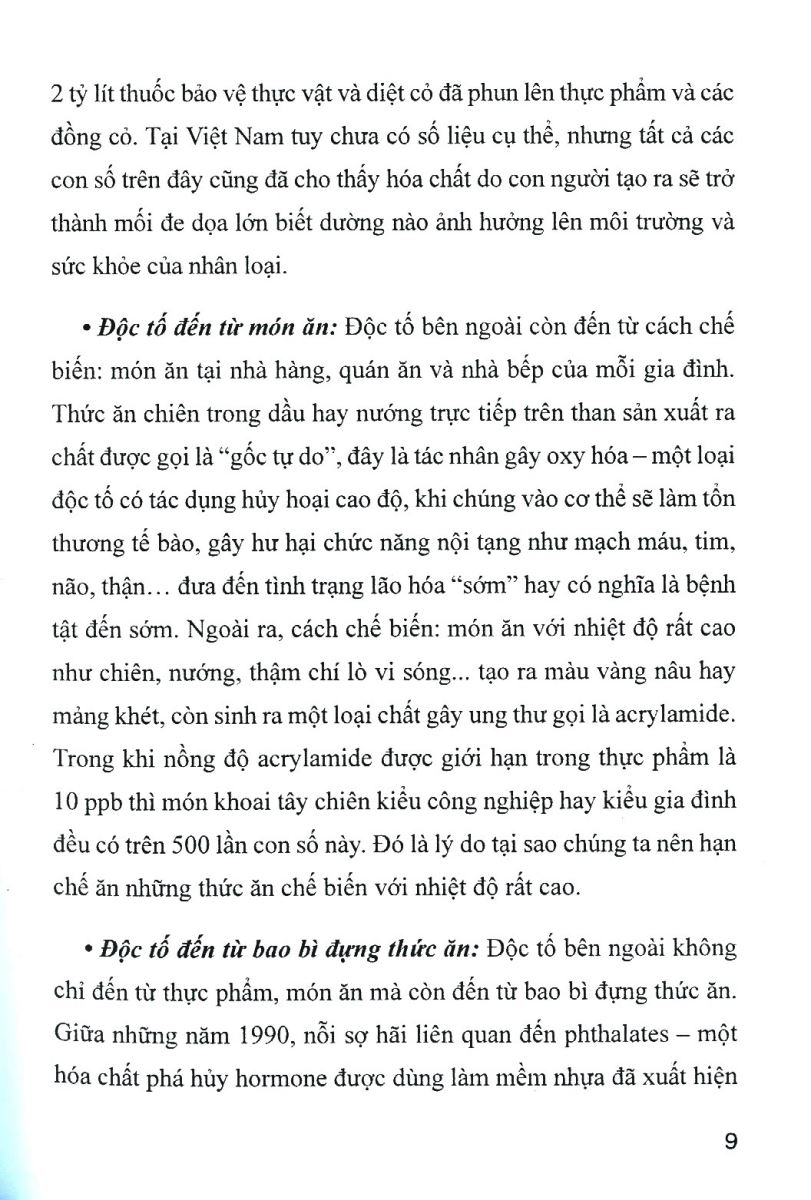 2 tỷ lít thuốc bảo vệ thực vật và diệt cỏ đã phun lên thực phẩm và các
đồng cỏ. Tại Việt Nam tuy chưa có số liệu cụ thể, nhưng tất cả các
con số trên đây cũng đã cho thấy hóa chất do con người tạo ra sẽ trở
thành mối đe dọa lớn biết dường nào ảnh hưởng lên môi trường và
sức khỏe của nhân loại.
• Độc tố đến từ món ăn: Độc tố bên ngoài còn đến từ cách chế
biến: món ăn tại nhà hàng, quán ăn và nhà bếp của mỗi gia đình.
Thức ăn chiên trong dầu hay nướng trực tiếp trên than sản xuất ra
chất được gọi là “gốc tự do”, đây là tác nhân gây oxy hóa – một loại
độc tố có tác dụng hủy hoại cao độ, khi chúng vào cơ thể sẽ làm tổn
thương tế bào, gây hư hại chức năng nội tạng như mạch máu, tim,
não, thận… đưa đến tình trạng lão hóa “sớm” hay có nghĩa là bệnh
tật đến sớm. Ngoài ra, cách chế biến: món ăn với nhiệt độ rất cao
như chiên, nướng, thậm chí lò vi sóng... tạo ra màu vàng nâu hay
mảng khét, còn sinh ra một loại chất gây ung thư gọi là acrylamide.
Trong khi nồng độ acrylamide được giới hạn trong thực phẩm là
10 ppb thì món khoai tây chiên kiểu công nghiệp hay kiểu gia đình
đều có trên 500 lần con số này. Đó là lý do tại sao chúng ta nên hạn
chế ăn những thức ăn chế biến với nhiệt độ rất cao.
• Độc tố đến từ bao bì đựng thức ăn: Độc tố bên ngoài không
chỉ đến từ thực phẩm, món ăn mà còn đến từ bao bì đựng thức ăn.
Giữa những năm 1990, nỗi sợ hãi liên quan đến phthalates – một
hóa chất phá hủy hormone được dùng làm mềm nhựa đã xuất hiện
9